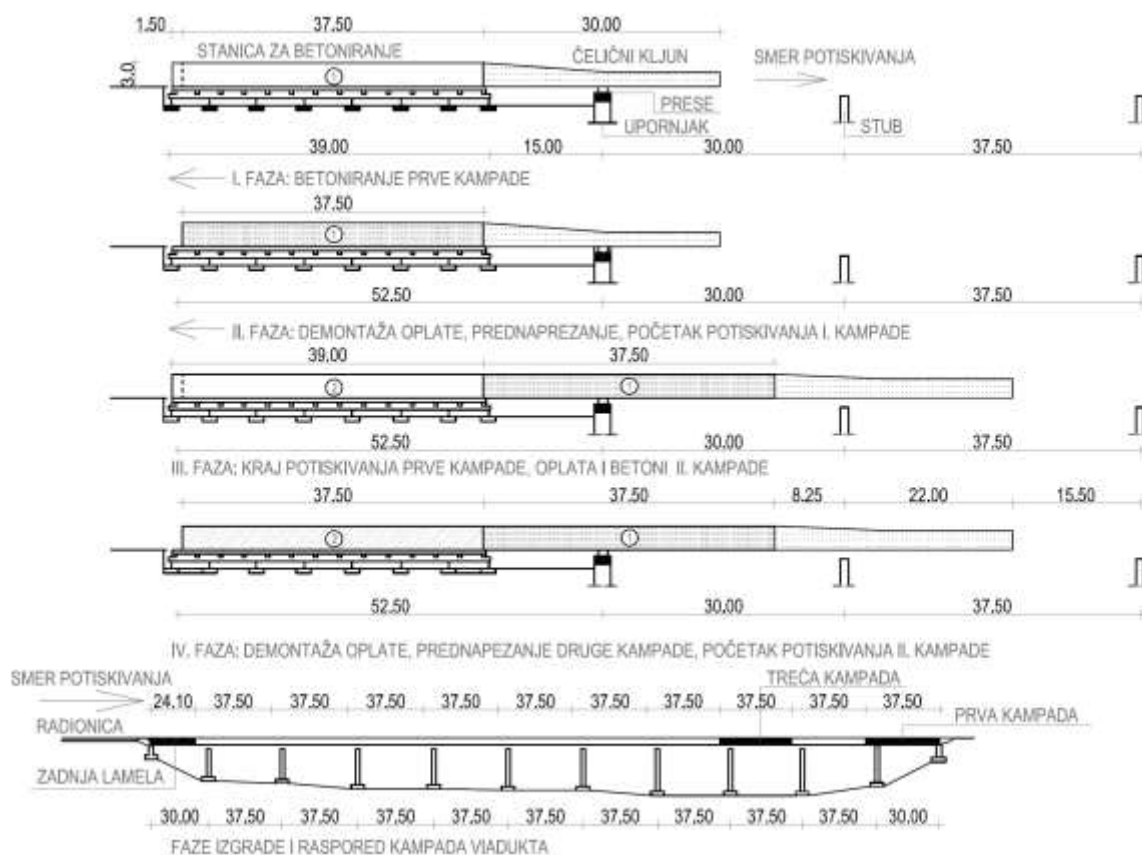 1.50 37.50 30.00
STANICA ZA BETONIRANJE ČELIČNI KLJUN SMER POTISKIVANJA
3.0
1
PRESE
UPORNJAK STUB
39.00 15.00 30.00 37.50
I. FAZA: BETONIRANJE PRVE KAMPADE
37.50
1
52.50 30.00 37.50
II. FAZA: DEMONTAŽA OPLATE, PREDNAPREZANJE, POČETAK POTISKIVANJA I. KAMPADE
39.00 37.50
2 1
52.50 30.00 37.50
III. FAZA: KRAJ POTISKIVANJA PRVE KAMPADE, OPLATA I BETONI II. KAMPADE
37.50 37.50 8.25 22.00 15.50
2 1
52.50 30.00 37.50
IV. FAZA: DEMONTAŽA OPLATE, PREDNAPEZANJE DRUGE KAMPADE, POČETAK POTISKIVANJA II. KAMPADE
SMER POTISKIVANJA TREĆA KAMPADA
24.10 37.50 37.50 37.50 37.50 37.50 37.50 37.50 37.50 37.50 37.50
RADIONICA PRVA KAMPADA
ZADNJA LAMELA
30.00 37.50 37.50 37.50 37.50 37.50 37.50 37.50 37.50 37.50 30.00
FAZE IZGRADE I RASPORED KAMPADA VIADUKTA